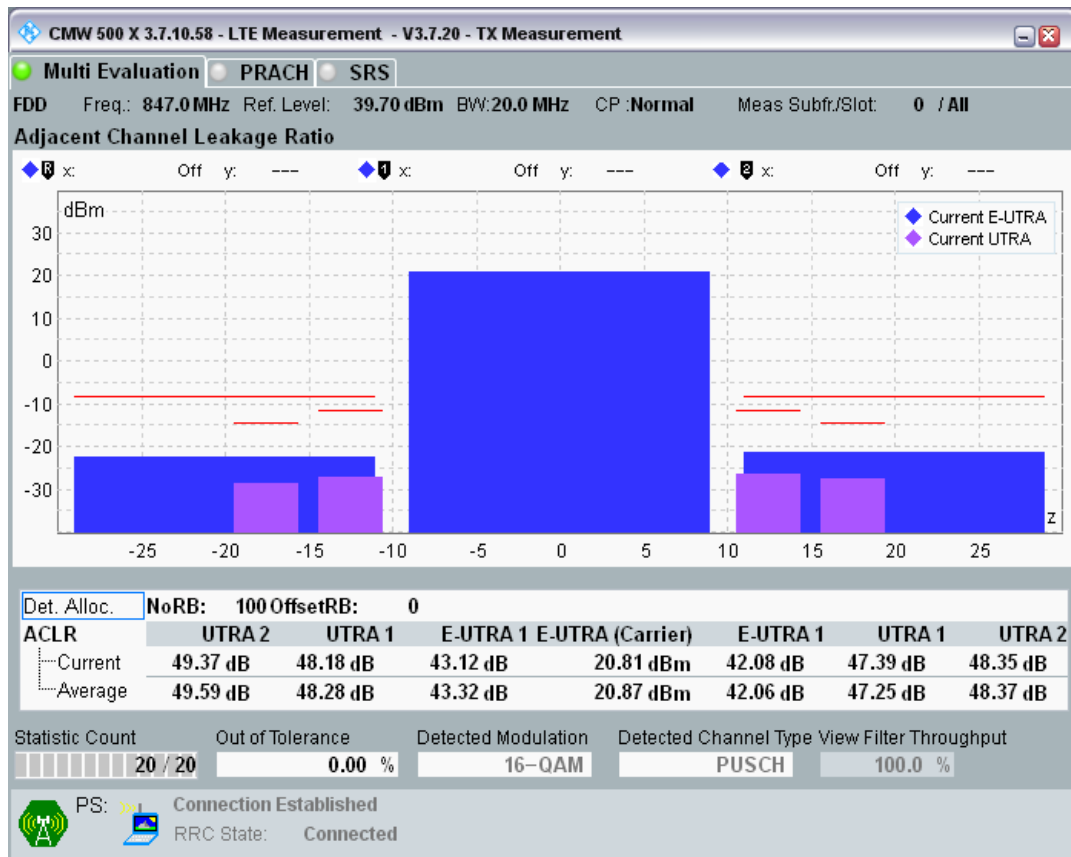 CMW 500 X 3.7.10.58 - LTE Measurement - V3.7.20 - TX Measurement
Multi Evaluation PRACH SRS
FDD Freq.: 847.0 MHz Ref. Level: 39.70 dBm BW:20.0 MHz CP :Normal Meas Subfr./Slot: 0 / All
Adjacent Channel Leakage Ratio
R x: Off y: --- 1 x: Off y: --- 2 x: Off y: ---
dBm
Current E-UTRA
Current UTRA
30
20
10
0
-10
-20
-30
z
-25 -20 -15 -10 -5 0 5 10 15 20 25
Det. Alloc. NoRB: 100 OffsetRB: 0
ACLR UTRA 2 UTRA 1 E-UTRA 1 E-UTRA (Carrier) E-UTRA 1 UTRA 1 UTRA 2
Current 49.37 dB 48.18 dB 43.12 dB 20.81 dBm 42.08 dB 47.39 dB 48.35 dB
Average 49.59 dB 48.28 dB 43.32 dB 20.87 dBm 42.06 dB 47.25 dB 48.37 dB
Statistic Count Out of Tolerance Detected Modulation Detected Channel Type View Filter Throughput
20 / 20 0.00 % 16-QAM PUSCH 100.0 %
PS: Connection Established
RRC State: Connected